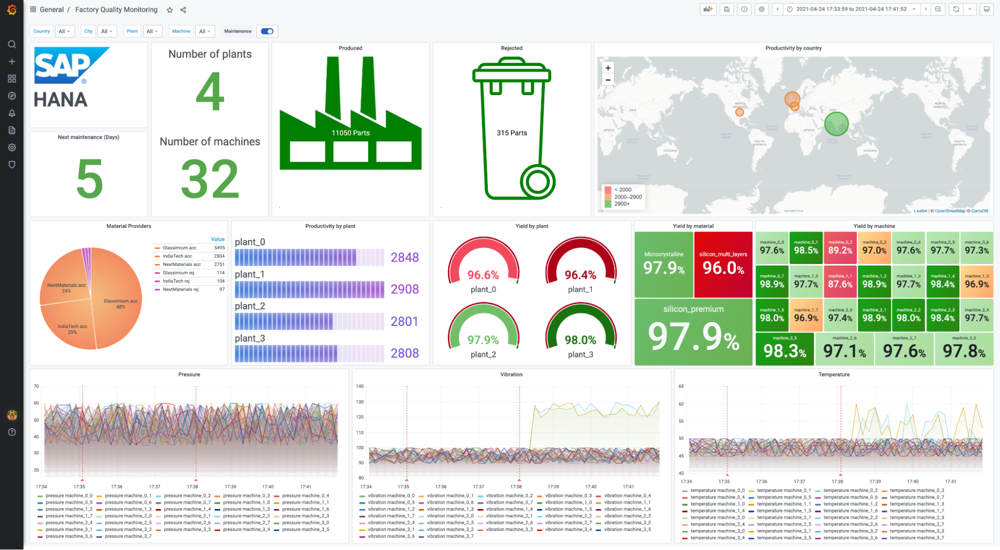 General / Factory Quality Monitoring
2021-04-24 17:33:59 to 2021-04-24 17:41:52
Country All City All Plant All Machine All Maintenance
SAP
®
HANA
Next maintenance (Days)
5
Number of plants
4
Number of machines
32
Produced
11050 Parts
Rejected
315 Parts
Productivity by country
+
−
ASIA
AFRICA
Indian Ocean
OCEANIA
Pacific Ocean
NORTH AMERICA
Atlantic Ocean
SOUTH AMERICA
Southern Ocean
ASIA
AFRICA
Indian Ocean
OCEANIA
Pacific Ocean
NORTH AMERICA
Atlantic Ocean
SOUTH AMERICA
Southern Ocean
ANTARCTICA
< 2000
2000–2900
2900+
Leaflet | © OpenStreetMap © CartoDB
Material Providers
NextMaterials acc
24%
Glassimium acc
48%
IndiaTech acc
25%
Value
Glassimium acc 5495
IndiaTech acc 2804
NextMaterials acc 2751
Glassimium rej 114
IndiaTech rej 104
NextMaterials rej 97
Productivity by plant
plant_0
2848
plant_1
2908
plant_2
2801
plant_3
2808
Yield by plant
96.6%
plant_0
96.4%
plant_1
97.9%
plant_2
98.0%
plant_3
Yield by material
Microcrystalline
97.9%
silicon_multi_layers
96.0%
silicon_premium
97.9%
Yield by machine
machine_0_0 machine_0_1 machine_0_2 machine_0_3 machine_0_4 machine_0_5 machine_0_6
97.6% 98.5% 89.2% 97.0% 97.6% 97.7% 97.3%
machine_0_7 machine_1_0 machine_1_1 machine_1_2 machine_1_3 machine_1_4 machine_1_5
98.9% 97.7% 87.6% 98.9% 97.7% 98.4% 96.9%
machine_1_6 machine_1_7 machine_2_0 machine_2_1 machine_2_2 machine_2_3 machine_2_4
98.0% 96.9% 97.4% 98.9% 98.0% 98.4% 97.7%
machine_2_5 machine_2_6 machine_2_7 machine_3_0
98.3% 97.1% 97.6% 97.8%
Pressure
70
60
50
40
30
20
17:34 17:35 17:36 17:37 17:38 17:39 17:40 17:41
pressure machine_0_0 pressure machine_0_1 pressure machine_0_2 pressure machine_0_3 pressure machine_0_4
pressure machine_0_5 pressure machine_0_6 pressure machine_0_7 pressure machine_1_0 pressure machine_1_1
pressure machine_1_2 pressure machine_1_3 pressure machine_1_4 pressure machine_1_5 pressure machine_1_6
pressure machine_1_7 pressure machine_2_0 pressure machine_2_1 pressure machine_2_2 pressure machine_2_3
pressure machine_2_4 pressure machine_2_5 pressure machine_2_6 pressure machine_2_7 pressure machine_3_0
pressure machine_3_1 pressure machine_3_2 pressure machine_3_3 pressure machine_3_4 pressure machine_3_5
pressure machine_3_6 pressure machine_3_7
Vibration
140
130
120
110
100
90
80
17:34 17:35 17:36 17:37 17:38 17:39 17:40 17:41
vibration machine_0_0 vibration machine_0_1 vibration machine_0_2 vibration machine_0_3 vibration machine_0_4
vibration machine_0_5 vibration machine_0_6 vibration machine_0_7 vibration machine_1_0 vibration machine_1_1
vibration machine_1_2 vibration machine_1_3 vibration machine_1_4 vibration machine_1_5 vibration machine_1_6
vibration machine_1_7 vibration machine_2_0 vibration machine_2_1 vibration machine_2_2 vibration machine_2_3
vibration machine_2_4 vibration machine_2_5 vibration machine_2_6 vibration machine_2_7 vibration machine_3_0
vibration machine_3_1 vibration machine_3_2 vibration machine_3_3 vibration machine_3_4 vibration machine_3_5
vibration machine_3_6 vibration machine_3_7
Temperature
65
60
55
50
45
40
17:34 17:35 17:36 17:37 17:38 17:39 17:40 17:41
temperature machine_0_0 temperature machine_0_1 temperature machine_0_2 temperature machine_0_3
temperature machine_0_4 temperature machine_0_5 temperature machine_0_6 temperature machine_0_7
temperature machine_1_0 temperature machine_1_1 temperature machine_1_2 temperature machine_1_3
temperature machine_1_4 temperature machine_1_5 temperature machine_1_6 temperature machine_1_7
temperature machine_2_0 temperature machine_2_1 temperature machine_2_2 temperature machine_2_3
temperature machine_2_4 temperature machine_2_5 temperature machine_2_6 temperature machine_2_7
temperature machine_3_0 temperature machine_3_1 temperature machine_3_2 temperature machine_3_3
temperature machine_3_4 temperature machine_3_5 temperature machine_3_6 temperature machine_3_7